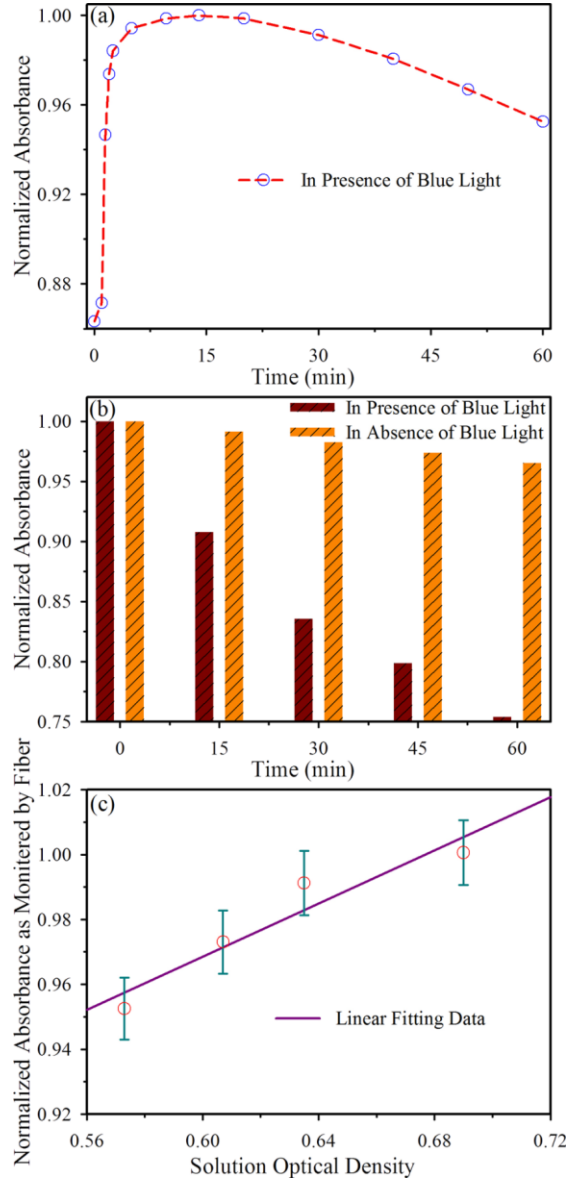 (a)
1.00
0.96
0.92
0.88
Normalized Absorbance
In Presence of Blue Light
0 15 30 45 60
Time (min)
(b)
In Presence of Blue Light
In Absence of Blue Light
1.00
0.95
0.90
0.85
0.80
0.75
Normalized Absorbance
0 15 30 45 60
Time (min)
(c)
1.02
1.00
0.98
0.96
0.94
0.92
Normalized Absorbance as Monitered by Fiber
Linear Fitting Data
0.56 0.60 0.64 0.68 0.72
Solution Optical Density